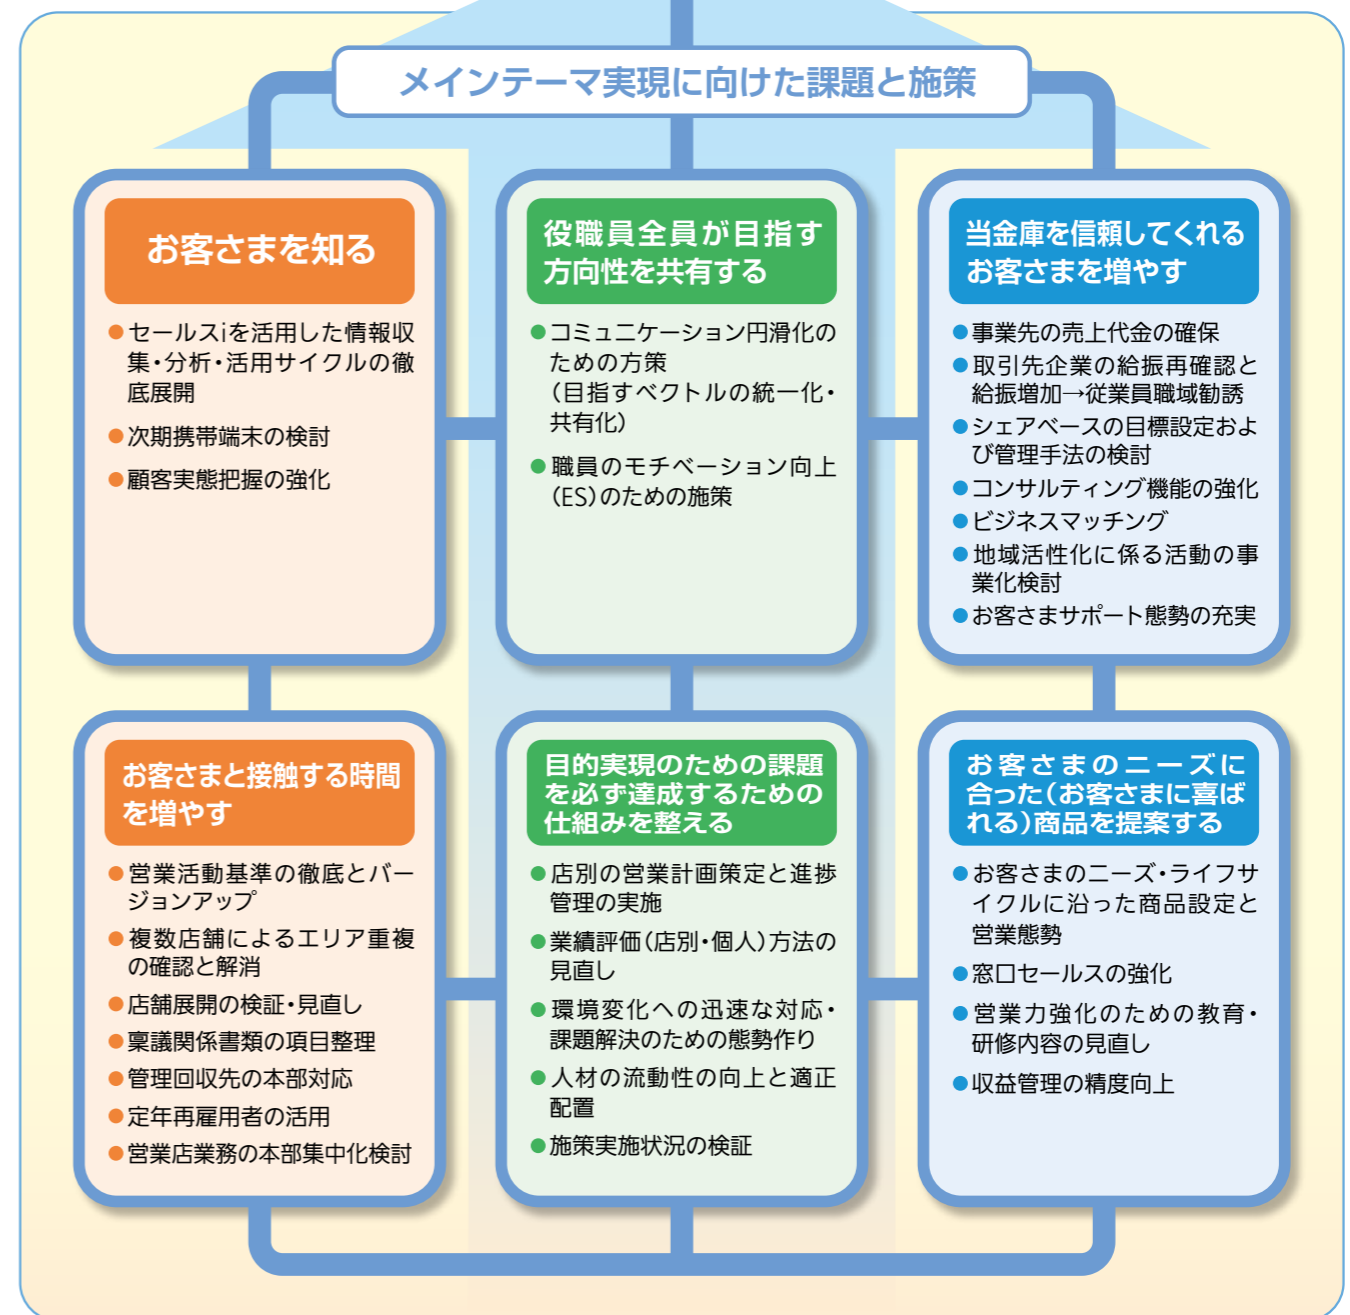 メインテーマ実現に向けた課題と施策
お客さまを知る
●セールスiを活用した情報収
集・分析・活用サイクルの徹
底展開
●次期携帯端末の検討
●顧客実態把握の強化
役職員全員が目指す
方向性を共有する
●コミュニケーション円滑化の
ための方策
（目指すベクトルの統一化・
共有化）
●職員のモチベーション向上
（ES）のための施策
当金庫を信頼してくれる
お客さまを増やす
●事業先の売上代金の確保
●取引先企業の給振再確認と
給振増加→従業員職域勧誘
●シェアベースの目標設定およ
び管理手法の検討
●コンサルティング機能の強化
●ビジネスマッチング
●地域活性化に係る活動の事
業化検討
●お客さまサポート態勢の充実
お客さまと接触する時間
を増やす
●営業活動基準の徹底とバー
ジョンアップ
●複数店舗によるエリア重複
の確認と解消
●店舗展開の検証・見直し
●稟議関係書類の項目整理
●管理回収先の本部対応
●定年再雇用者の活用
●営業店業務の本部集中化検討
目的実現のための課題
を必ず達成するための
仕組みを整える
●店別の営業計画策定と進捗
管理の実施
●業績評価（店別・個人）方法の
見直し
●環境変化への迅速な対応・
課題解決のための態勢作り
●人材の流動性の向上と適正
配置
●施策実施状況の検証
お客さまのニーズに
合った（お客さまに喜ば
れる）商品を提案する
●お客さまのニーズ・ライフサ
イクルに沿った商品設定と
営業態勢
●窓口セールスの強化
●営業力強化のための教育・
研修内容の見直し
●収益管理の精度向上